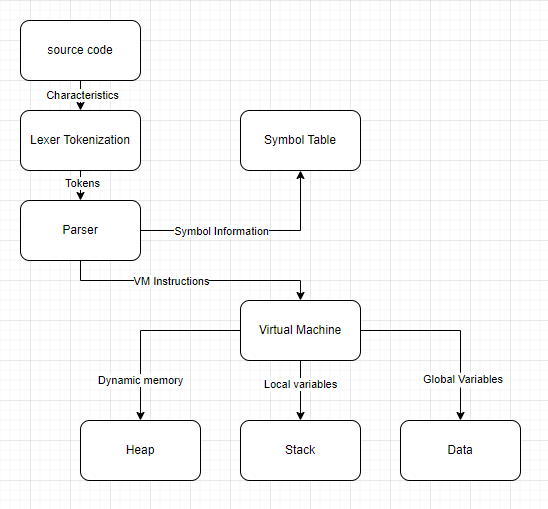 source code
Characteristics
Lexer Tokenization
Symbol Table
Tokens
Parser
Symbol Information
VM Instructions
Virtual Machine
Dynamic memory
Local variables
Global Variables
Heap
Stack
Data